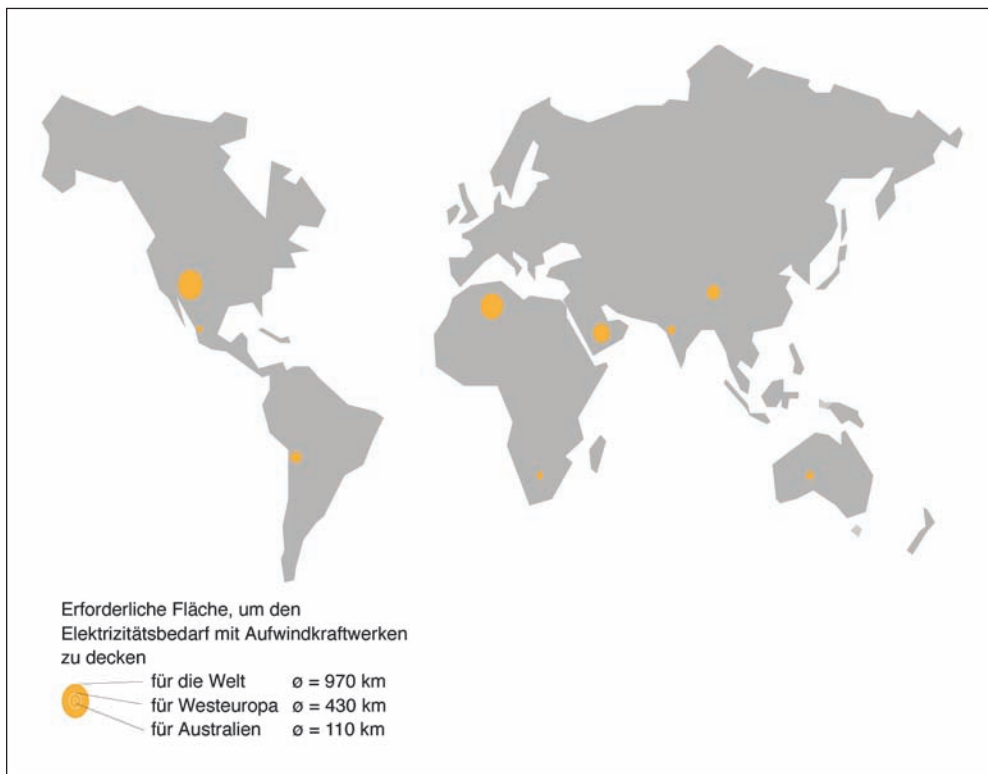 Erforderliche Fläche, um den
Elektrizitätsbedarf mit Aufwindkraftwerken
zu decken
für die Welt ø = 970 km
für Westeuropa ø = 430 km
für Australien ø = 110 km